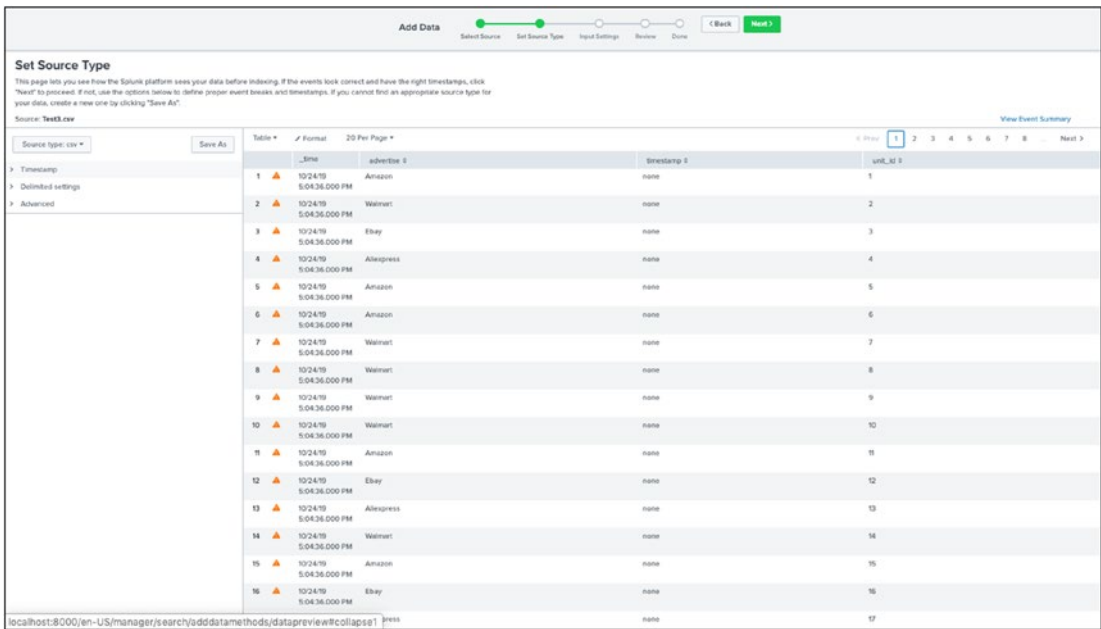 Add Data
Select Source Set Source Type Input Settings Review Done
< Back Next >
Set Source Type
This page lets you see how the Splunk platform sees your data before indexing. If the events look correct and have the right timestamps, click
"Next" to proceed. If not, use the options below to define proper event breaks and timestamps. If you cannot find an appropriate source type for
your data, create a new one by clicking "Save As".
Source: Test3.csv
View Event Summary
Source type: csv Save As
> Timestamp
> Delimited settings
> Advanced
Table Format 20 Per Page < Prev 1 2 3 4 5 6 7 8 ... Next >
_time advertise timestamp unit_id
1 10/24/19 Amazon none 1
5:04:36.000 PM
2 10/24/19 Walmart none 2
5:04:36.000 PM
3 10/24/19 Ebay none 3
5:04:36.000 PM
4 10/24/19 Aliexpress none 4
5:04:36.000 PM
5 10/24/19 Amazon none 5
5:04:36.000 PM
6 10/24/19 Amazon none 6
5:04:36.000 PM
7 10/24/19 Walmart none 7
5:04:36.000 PM
8 10/24/19 Walmart none 8
5:04:36.000 PM
9 10/24/19 Walmart none 9
5:04:36.000 PM
10 10/24/19 Walmart none 10
5:04:36.000 PM
11 10/24/19 Amazon none 11
5:04:36.000 PM
12 10/24/19 Ebay none 12
5:04:36.000 PM
13 10/24/19 Aliexpress none 13
5:04:36.000 PM
14 10/24/19 Walmart none 14
5:04:36.000 PM
15 10/24/19 Amazon none 15
5:04:36.000 PM
16 10/24/19 Ebay none 16
5:04:36.000 PM
localhost:8000/en-US/manager/search/adddatamethods/datapreview#collapse1 none 17